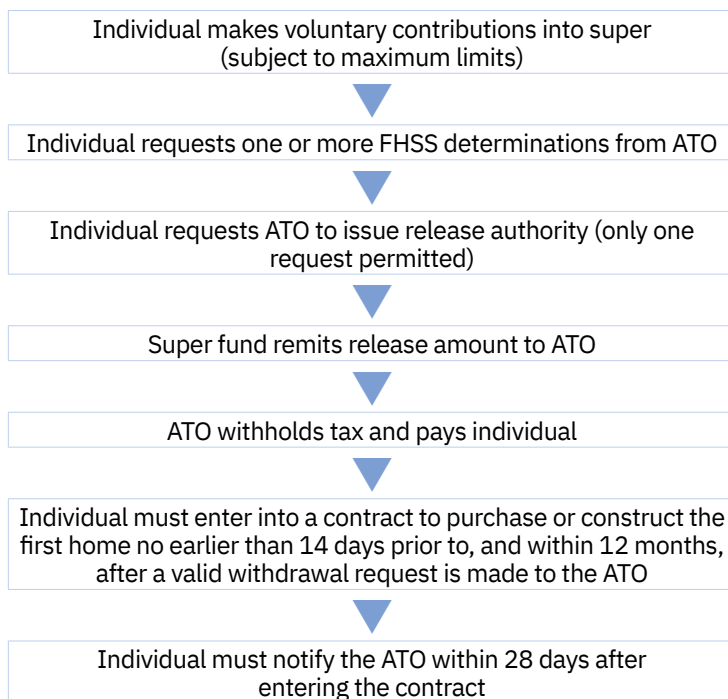 Individual makes voluntary contributions into super
(subject to maximum limits)
Individual requests one or more FHSS determinations from ATO
Individual requests ATO to issue release authority (only one
request permitted)
Super fund remits release amount to ATO
ATO withholds tax and pays individual
Individual must enter into a contract to purchase or construct the
first home no earlier than 14 days prior to, and within 12 months,
after a valid withdrawal request is made to the ATO
Individual must notify the ATO within 28 days after
entering the contract